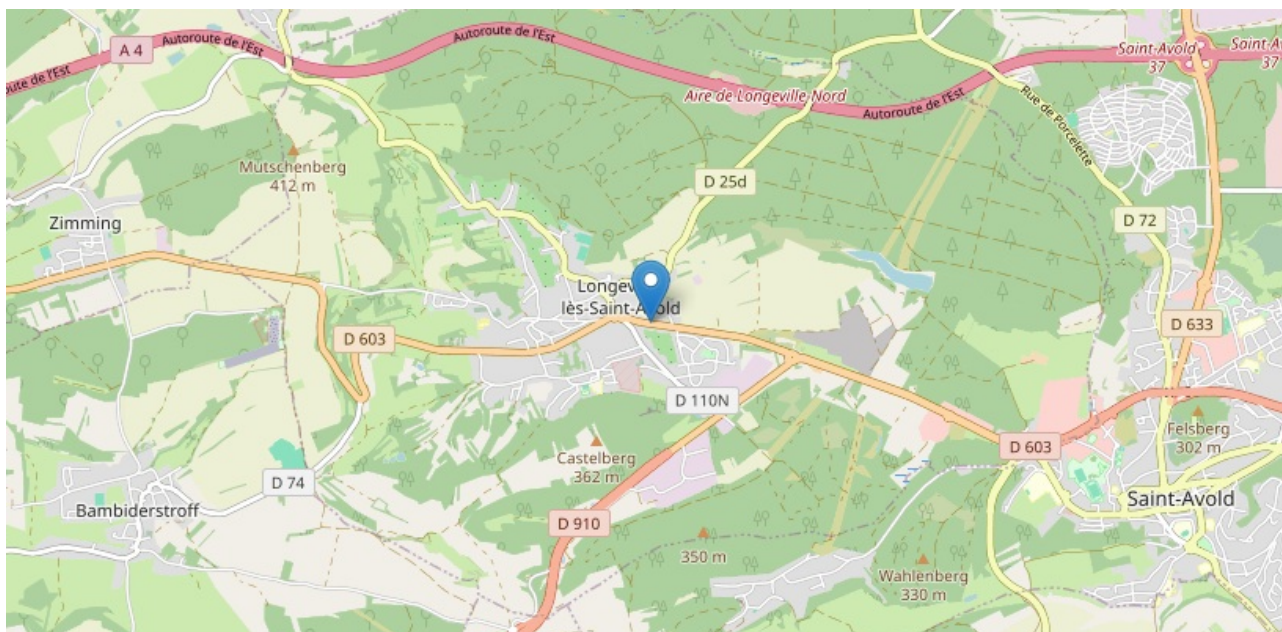 A 4
Autoroute de l'Est
Autoroute de l'Est
route de l'Est
Aire de Longeville-Nord
Autoroute de l'Est
Saint-Avold
37
Saint-A
37
Rue de Porcelette
Mutschenberg
412 m
D 25d
D 72
Zimming
Longev
lès-Saint-Avold
D 603
D 633
D 110N
Castelberg
362 m
Felsberg
302 m
D 603
D 74
Bambiderstroff
D 910
Saint-Avold
350 m
Wahlenberg
330 m